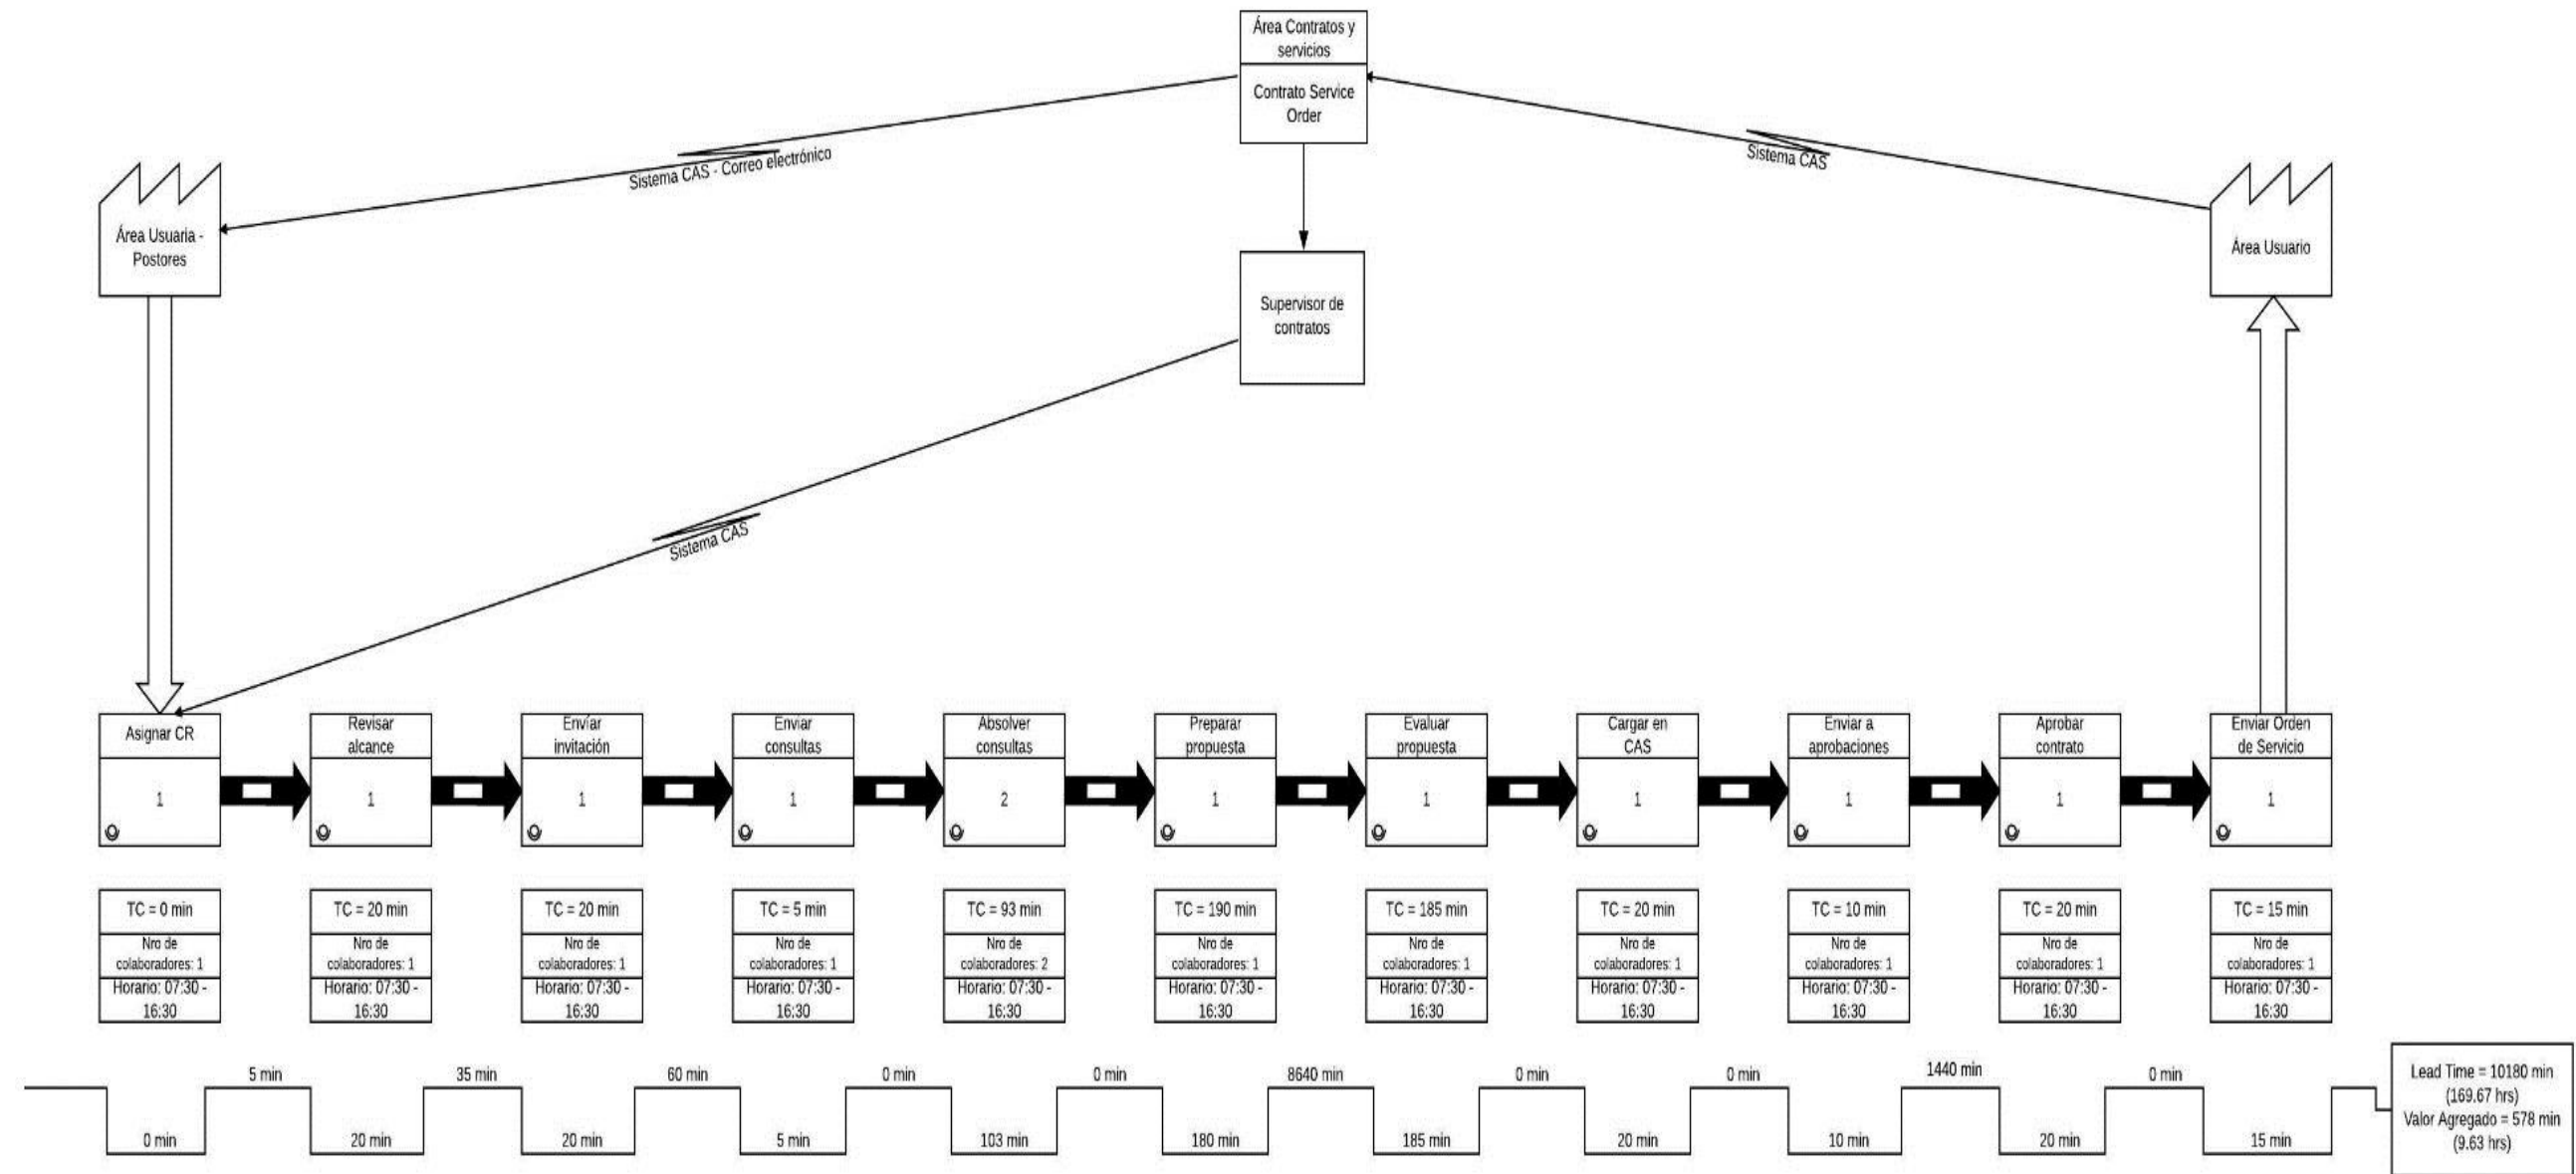 Área Contratos y
servicios
Contrato Service
Order
Sistema CAS - Correo electrónico
Sistema CAS
Área Usuaria -
Postores
Área Usuario
Supervisor de
contratos
Sistema CAS
Asignar CR
1
Revisar
alcance
1
Envíar
invitación
1
Enviar
consultas
1
Absolver
consultas
2
Preparar
propuesta
1
Evaluar
propuesta
1
Cargar en
CAS
1
Enviar a
aprobaciones
1
Aprobar
contrato
1
Enviar Orden
de Servicio
1
TC = 0 min
Nro de
colaboradores: 1
Horario: 07:30 -
16:30
TC = 20 min
Nro de
colaboradores: 1
Horario: 07:30 -
16:30
TC = 20 min
Nro de
colaboradores: 1
Horario: 07:30 -
16:30
TC = 5 min
Nro de
colaboradores: 1
Horario: 07:30 -
16:30
TC = 93 min
Nro de
colaboradores: 2
Horario: 07:30 -
16:30
TC = 190 min
Nro de
colaboradores: 1
Horario: 07:30 -
16:30
TC = 185 min
Nro de
colaboradores: 1
Horario: 07:30 -
16:30
TC = 20 min
Nro de
colaboradores: 1
Horario: 07:30 -
16:30
TC = 10 min
Nro de
colaboradores: 1
Horario: 07:30 -
16:30
TC = 20 min
Nro de
colaboradores: 1
Horario: 07:30 -
16:30
TC = 15 min
Nro de
colaboradores: 1
Horario: 07:30 -
16:30
0 min
5 min
20 min
35 min
20 min
60 min
5 min
0 min
103 min
0 min
180 min
8640 min
185 min
0 min
20 min
0 min
10 min
1440 min
20 min
0 min
15 min
Lead Time = 10180 min
(169.67 hrs)
Valor Agregado = 578 min
(9.63 hrs)